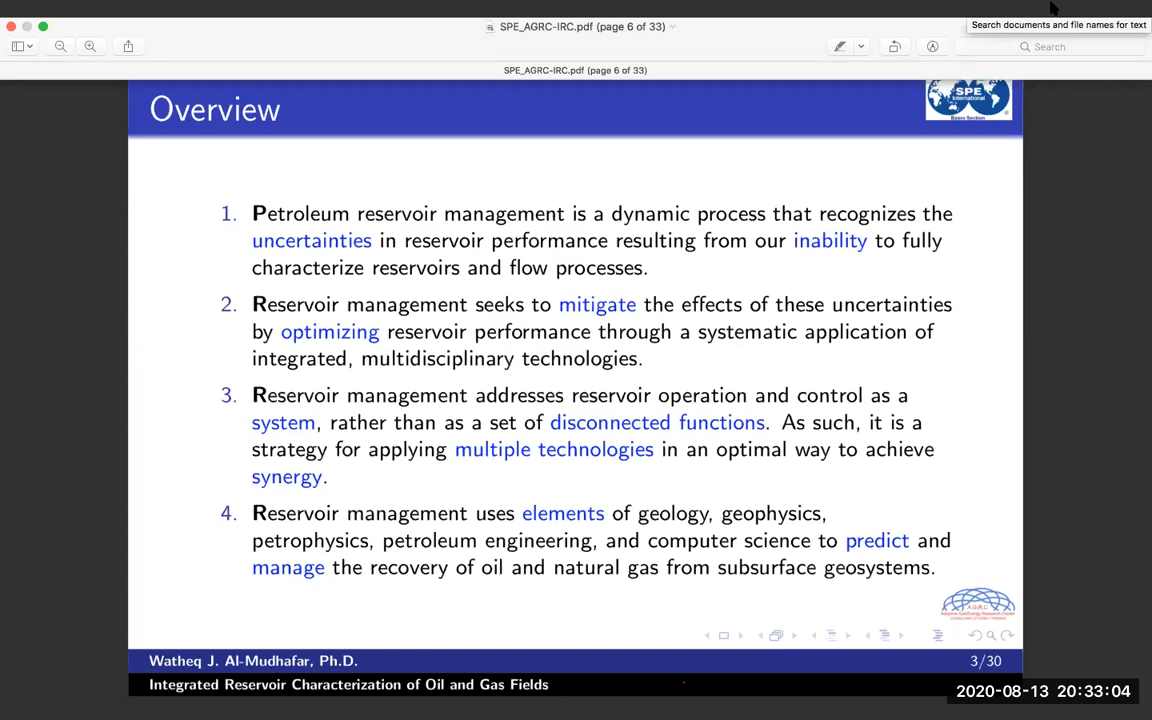 SPE_AGRC-IRC.pdf (page 6 of 33)
Search documents and file names for text
Search
SPE_AGRC-IRC.pdf (page 6 of 33)
Overview
SPE
International
Basra Section
1. Petroleum reservoir management is a dynamic process that recognizes the
uncertainties in reservoir performance resulting from our inability to fully
characterize reservoirs and flow processes.
2. Reservoir management seeks to mitigate the effects of these uncertainties
by optimizing reservoir performance through a systematic application of
integrated, multidisciplinary technologies.
3. Reservoir management addresses reservoir operation and control as a
system, rather than as a set of disconnected functions. As such, it is a
strategy for applying multiple technologies in an optimal way to achieve
synergy.
4. Reservoir management uses elements of geology, geophysics,
petrophysics, petroleum engineering, and computer science to predict and
manage the recovery of oil and natural gas from subsurface geosystems.
A.G.R.C
Watheq J. Al-Mudhafar, Ph.D.
3/30
Integrated Reservoir Characterization of Oil and Gas Fields
2020-08-13 20:33:04